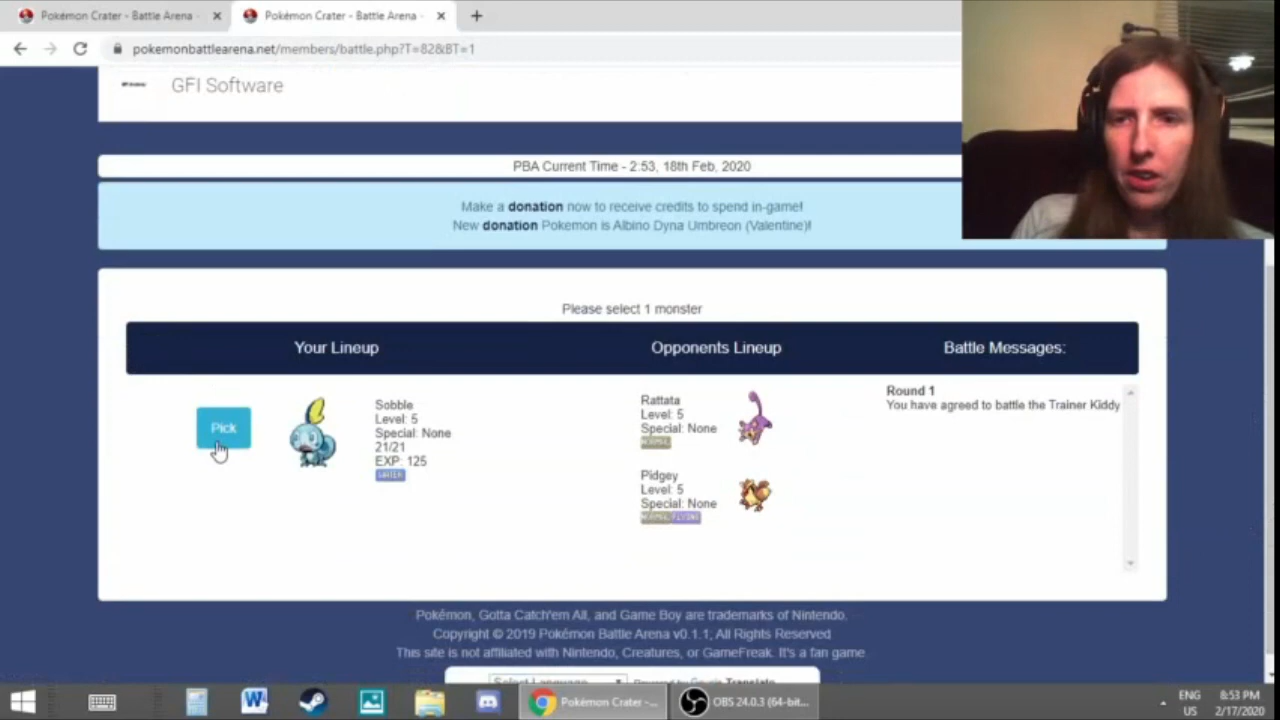 Pokémon Crater - Battle Arena
Pokémon Crater - Battle Arena
pokemonbattlearena.net/members/battle.php?T=82&BT=1
GFI Software
PBA Current Time - 2:53, 18th Feb, 2020
Make a donation now to receive credits to spend in-game!
New donation Pokemon is Albino Dyna Umbreon (Valentine)!
Please select 1 monster
Your Lineup
Opponents Lineup
Battle Messages:
Pick
Sobble
Level: 5
Special: None
21/21
EXP: 125
WATER
Rattata
Level: 5
Special: None
NORMAL
Pidgey
Level: 5
Special: None
NORMAL FLYING
Round 1
You have agreed to battle the Trainer Kiddy
Pokémon, Gotta Catch'em All, and Game Boy are trademarks of Nintendo.
Copyright © 2019 Pokémon Battle Arena v0.1.1; All Rights Reserved
This site is not affiliated with Nintendo, Creatures, or GameFreak. It's a fan game
Select Language
Powered by Google Translate
Pokémon Crater -...
OBS 24.0.3 (64-bit...
ENG
US
8:53 PM
2/17/2020